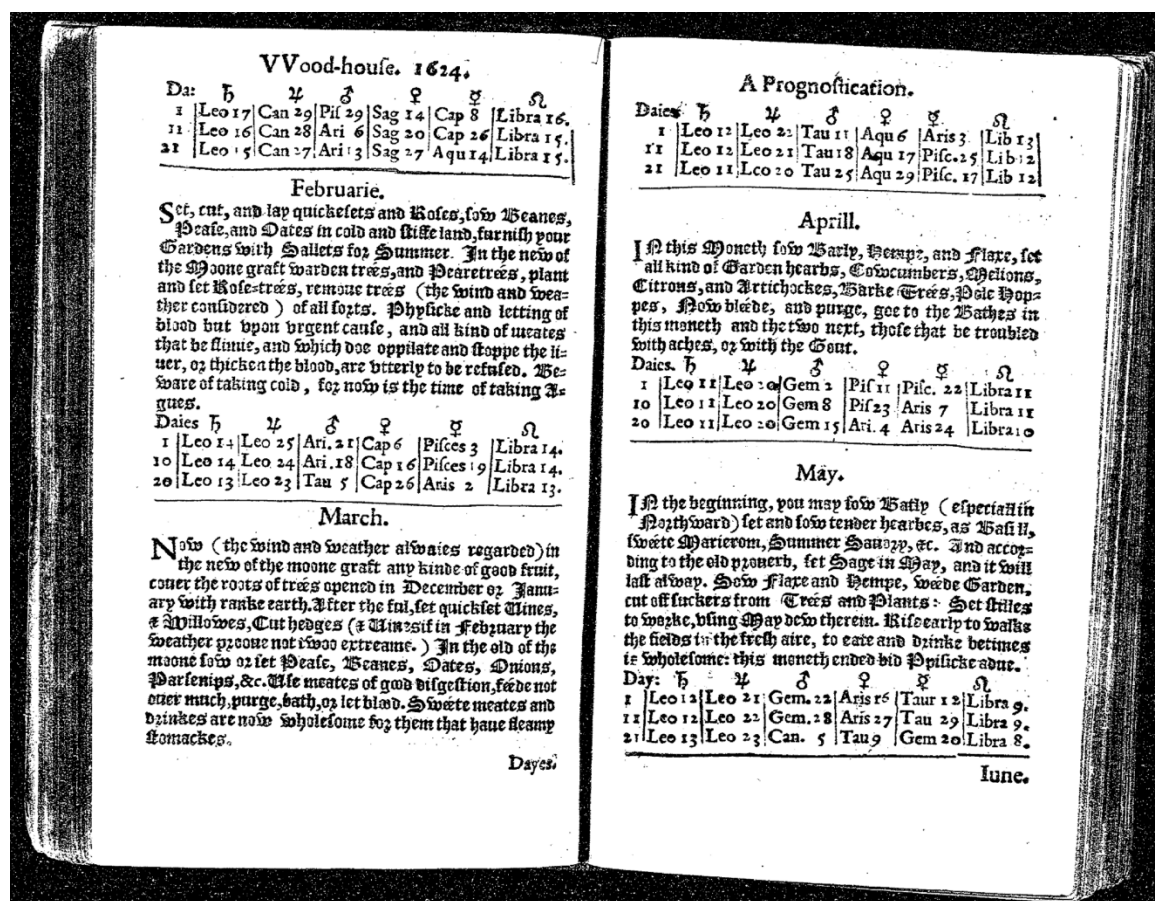 VVood-houſe. 1624.
Da: ♄ ♃ ♂ ♀ ☿ ☊
1 |Leo 17|Can 29|Piſ 29|Sag 14|Cap 8 |Libra 16.
11 |Leo 16|Can 28|Ari 6|Sag 20|Cap 26|Libra 15.
21 |Leo 15|Can 27|Ari 13|Sag 27|Aqu 14|Libra 15.
Februarie.
Set, cut, and lay quickeſets and Roſes, ſow Beanes,
Peaſe, and Oates in cold and ſtiffe land, furniſh your
Gardens with Sallets for Summer. In the new of
the Moone graft warden trées, and Pearetrées, plant
and ſet Roſe-trées, remoue trées (the wind and wea-
ther conſidered) of all ſorts. Phyſicke and letting of
blood but vpon vrgent cauſe, and all kind of meates
that be ſlimie, and which doe oppilate and ſtoppe the li-
uer, or thicken the blood, are vtterly to be refuſed. Be-
ware of taking cold, for now is the time of taking A-
gues.
Daies ♄ ♃ ♂ ♀ ☿ ☊
1 |Leo 14|Leo 25|Ari. 21|Cap 6 |Piſces 3 |Libra 14.
10 |Leo 14|Leo 24|Ari. 18|Cap 16|Piſces 19|Libra 14.
20|Leo 13|Leo 23|Tau 5 |Cap 26|Aris 2 |Libra 13.
March.
Now (the wind and weather alwaies regarded) in
the new of the moone graft any kinde of good fruit,
couer the roots of trées opened in December or Janu-
ary with ranke earth. After the ful, ſet quickſet Uines,
& Willowes, Cut hedges (& Uines if in February the
weather prooue not twoo extreame.) In the old of the
moone ſow or ſet Peaſe, Beanes, Oates, Onions,
Parſenips, &c. Uſe meates of good diſgeſtion, féede not
ouer much, purge, bath, or let blood. Swéete meates and
drinkes are now wholeſome for them that haue fleamy
ſtomackes.
Dayes.
A Prognoſtication.
Daies ♄ ♃ ♂ ♀ ☿ ☊
1 |Leo 12|Leo 22|Tau 11|Aqu 6 |Aris 3 |Lib 13
11 |Leo 12|Leo 21|Tau 18|Aqu 17|Piſc. 25|Lib 12
21 |Leo 11|Leo 20 Tau 25|Aqu 29|Piſc. 17|Lib 12
Aprill.
IN this Moneth ſow Barly, Hempe, and Flaxe, ſet
all kind of Garden hearbs, Cowcumbers, Melions,
Citrons, and Artichockes, Barke Trées, Pole Hop-
pes, Now bléede, and purge, goe to the Bathes in
this moneth and the two next, thoſe that be troubled
with aches, or with the Gout.
Daies. ♄ ♃ ♂ ♀ ☿ ☊
1 |Leo 11|Leo 20|Gem 2 |Piſ 11 |Piſc. 22|Libra 11
10 |Leo 11|Leo 20|Gem 8 |Piſ 23 |Aris 7 |Libra 11
20 |Leo 11|Leo 20|Gem 15|Ari. 4 |Aris 24 |Libra 10
May.
IN the beginning, you may ſow Barly (eſpeciall in
Northward) ſet and ſow tender hearbes, as Baſill,
ſwéete Marierom, Summer Sauory, &c. And accor-
ding to the old prouerb, ſet Sage in May, and it will
laſt alway. Sow Flaxe and Hempe, wéede Garden,
cut off ſuckers from Trées and Plants: Set ſtilles
to worke, vſing May dew therein. Riſe early to walke
the fields in the freſh aire, to eate and drinke betimes
is wholeſome: this moneth ended bid Phiſicke adue.
Day: ♄ ♃ ♂ ♀ ☿ ☊
1 |Leo 12|Leo 21|Gem. 22|Aris 16 |Taur 12|Libra 9.
11|Leo 12|Leo 22|Gem. 28|Aris 27|Tau 29|Libra 9.
21|Leo 13|Leo 23|Can. 5 |Tau 9 |Gem 20|Libra 8.
Iune.